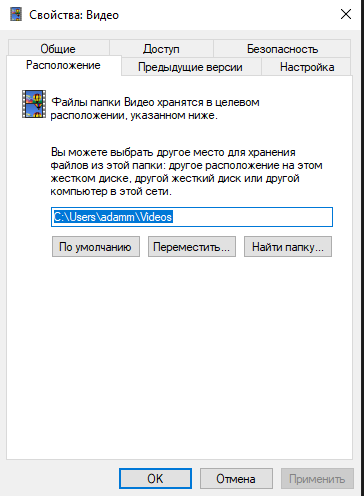 Свойства: Видео
Общие
Доступ
Безопасность
Расположение
Предыдущие версии
Настройка
Файлы папки Видео хранятся в целевом
расположении, указанном ниже.
Вы можете выбрать другое место для хранения
файлов из этой папки: другое расположение на этом
жестком диске, другой жесткий диск или другой
компьютер в этой сети.
C:\Users\adamm\Videos
По умолчанию
Переместить...
Найти папку...
OK
Отмена
Применить